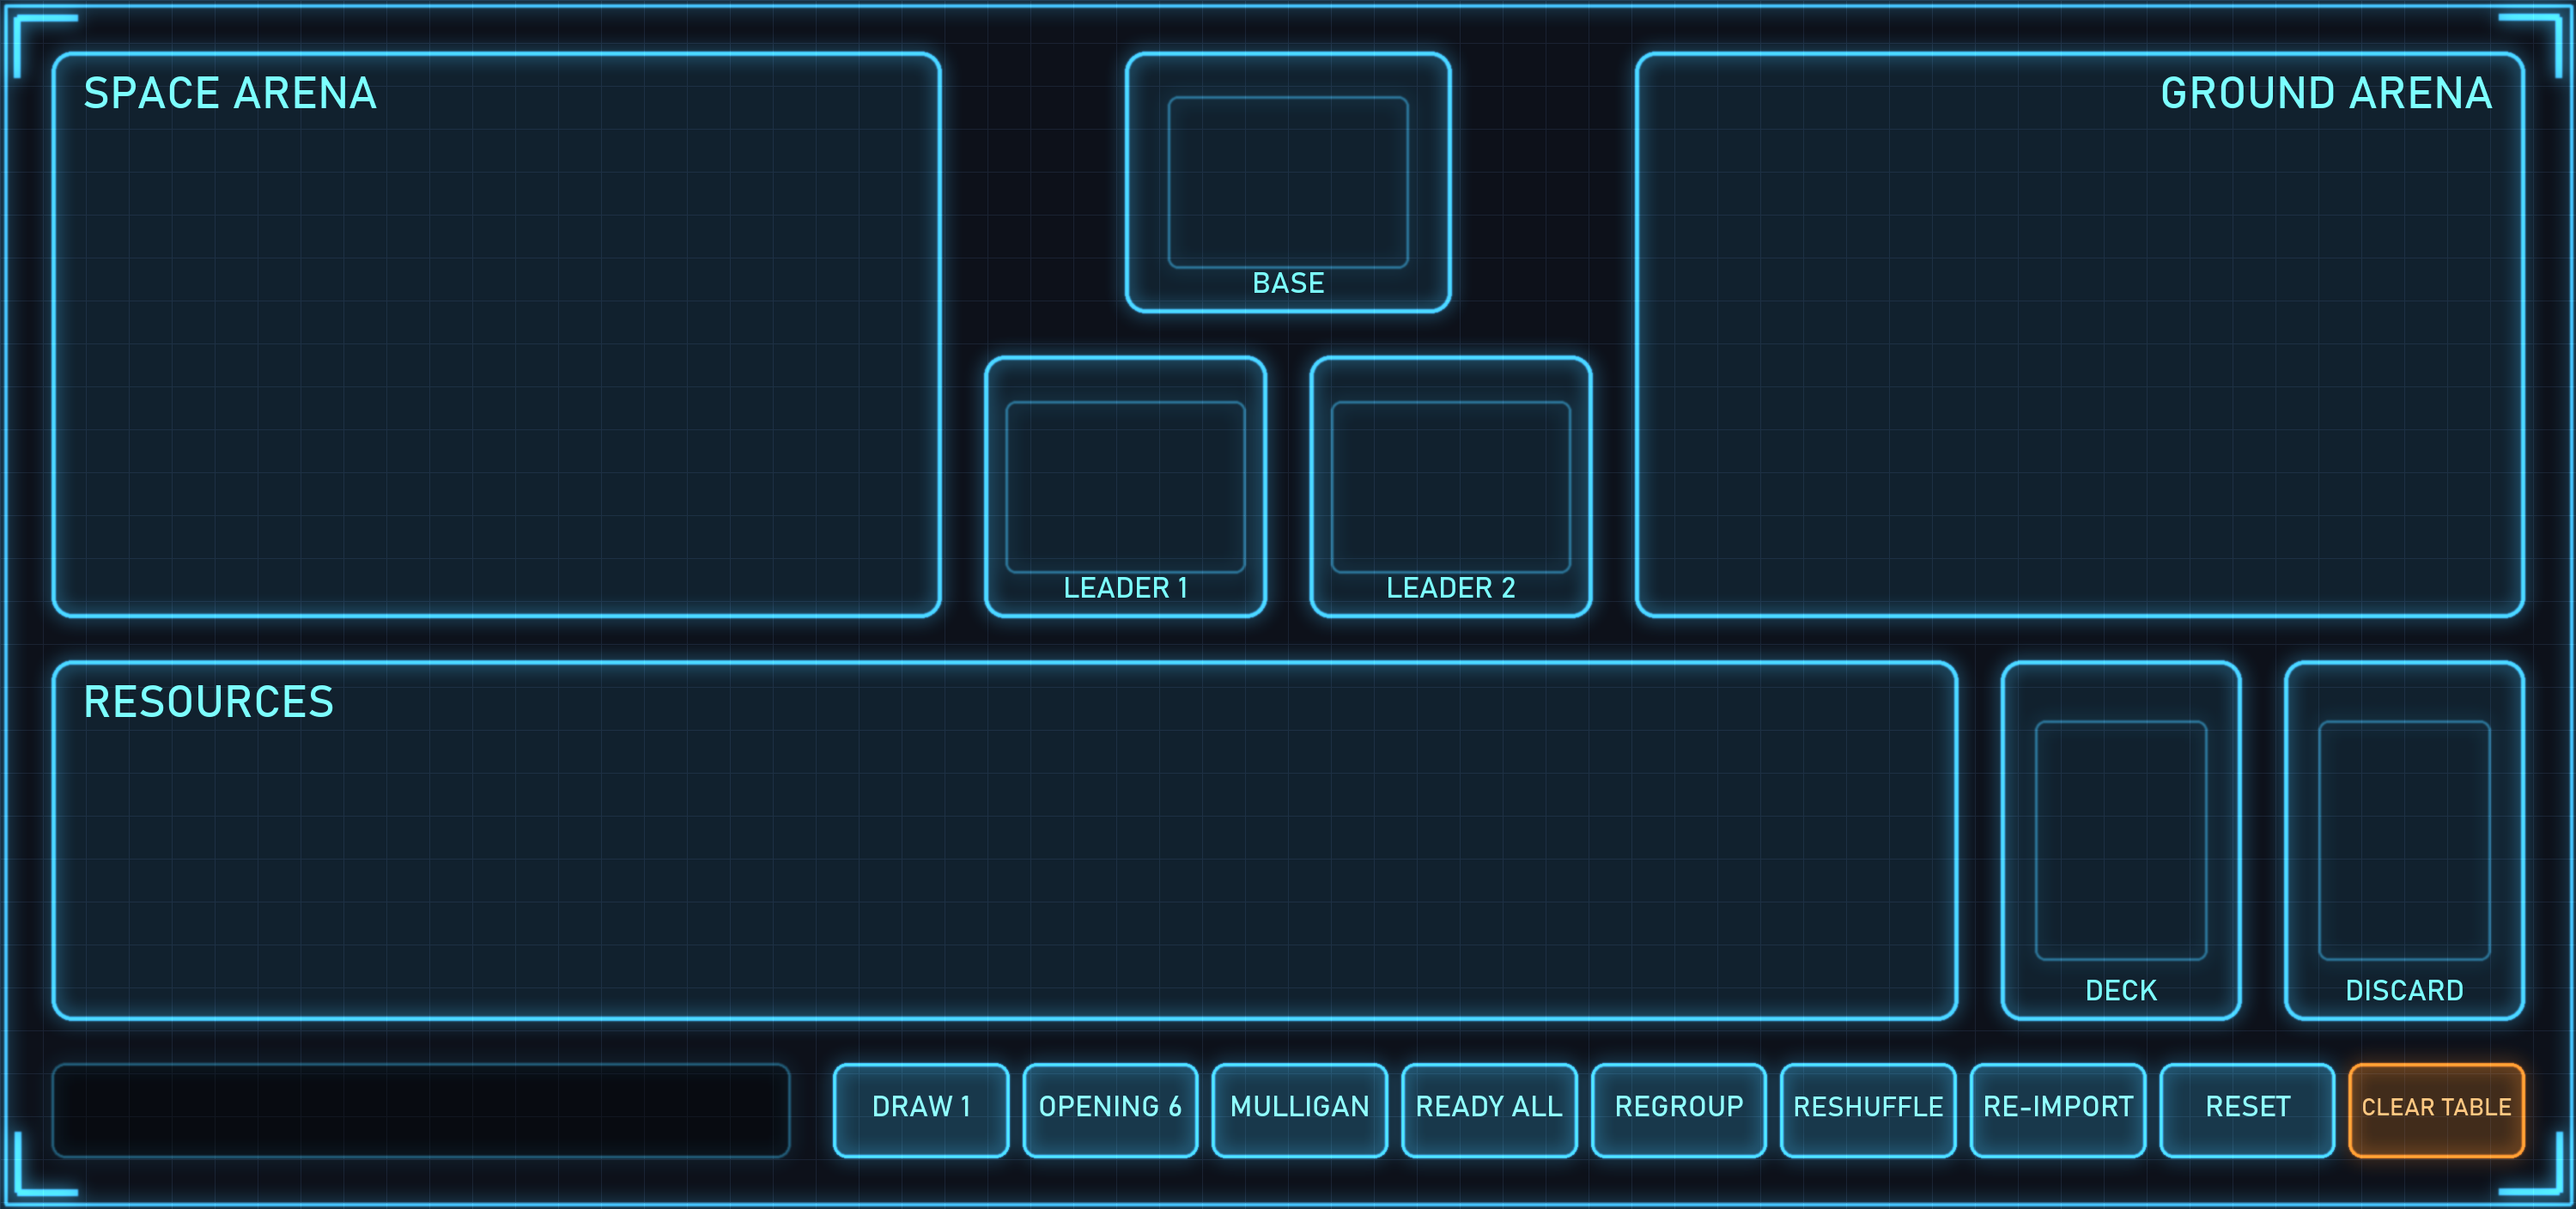 SPACE ARENA
GROUND ARENA
BASE
LEADER 1
LEADER 2
RESOURCES
DECK
DISCARD
DRAW 1
OPENING 6
MULLIGAN
READY ALL
REGROUP
RESHUFFLE
RE-IMPORT
RESET
CLEAR TABLE